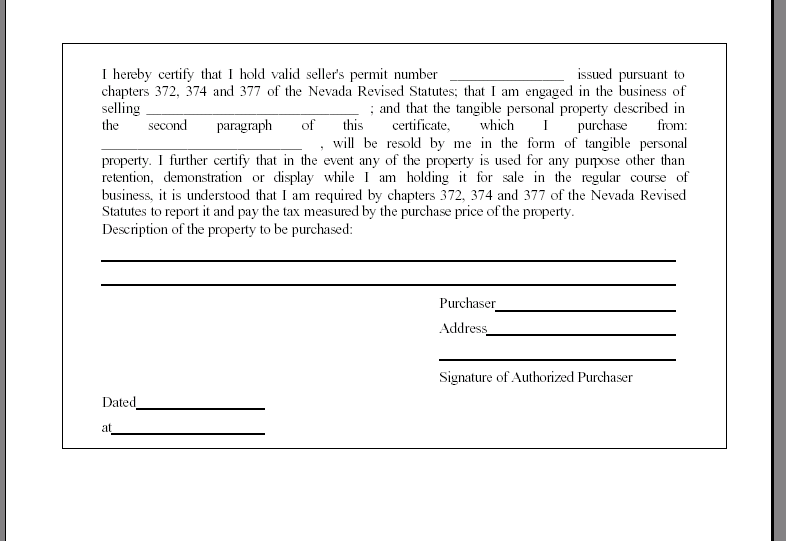 I hereby certify that I hold valid seller's permit number ________________ issued pursuant to
chapters 372, 374 and 377 of the Nevada Revised Statutes; that I am engaged in the business of
selling ______________________________ ; and that the tangible personal property described in
the second paragraph of this certificate, which I purchase from:
____________________________ , will be resold by me in the form of tangible personal
property. I further certify that in the event any of the property is used for any purpose other than
retention, demonstration or display while I am holding it for sale in the regular course of
business, it is understood that I am required by chapters 372, 374 and 377 of the Nevada Revised
Statutes to report it and pay the tax measured by the purchase price of the property.
Description of the property to be purchased:
Purchaser
Address
Signature of Authorized Purchaser
Dated
at